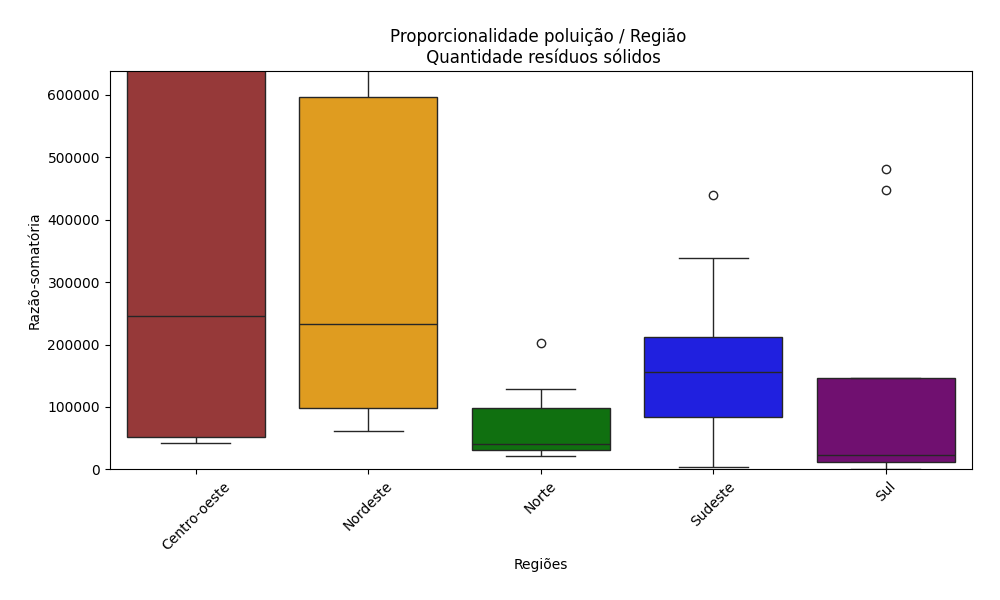 Proporcionalidade poluição / Região
Quantidade resíduos sólidos
Razão-somatória
600000
500000
400000
300000
200000
100000
0
Centro-oeste
Nordeste
Norte
Sudeste
Sul
Regiões